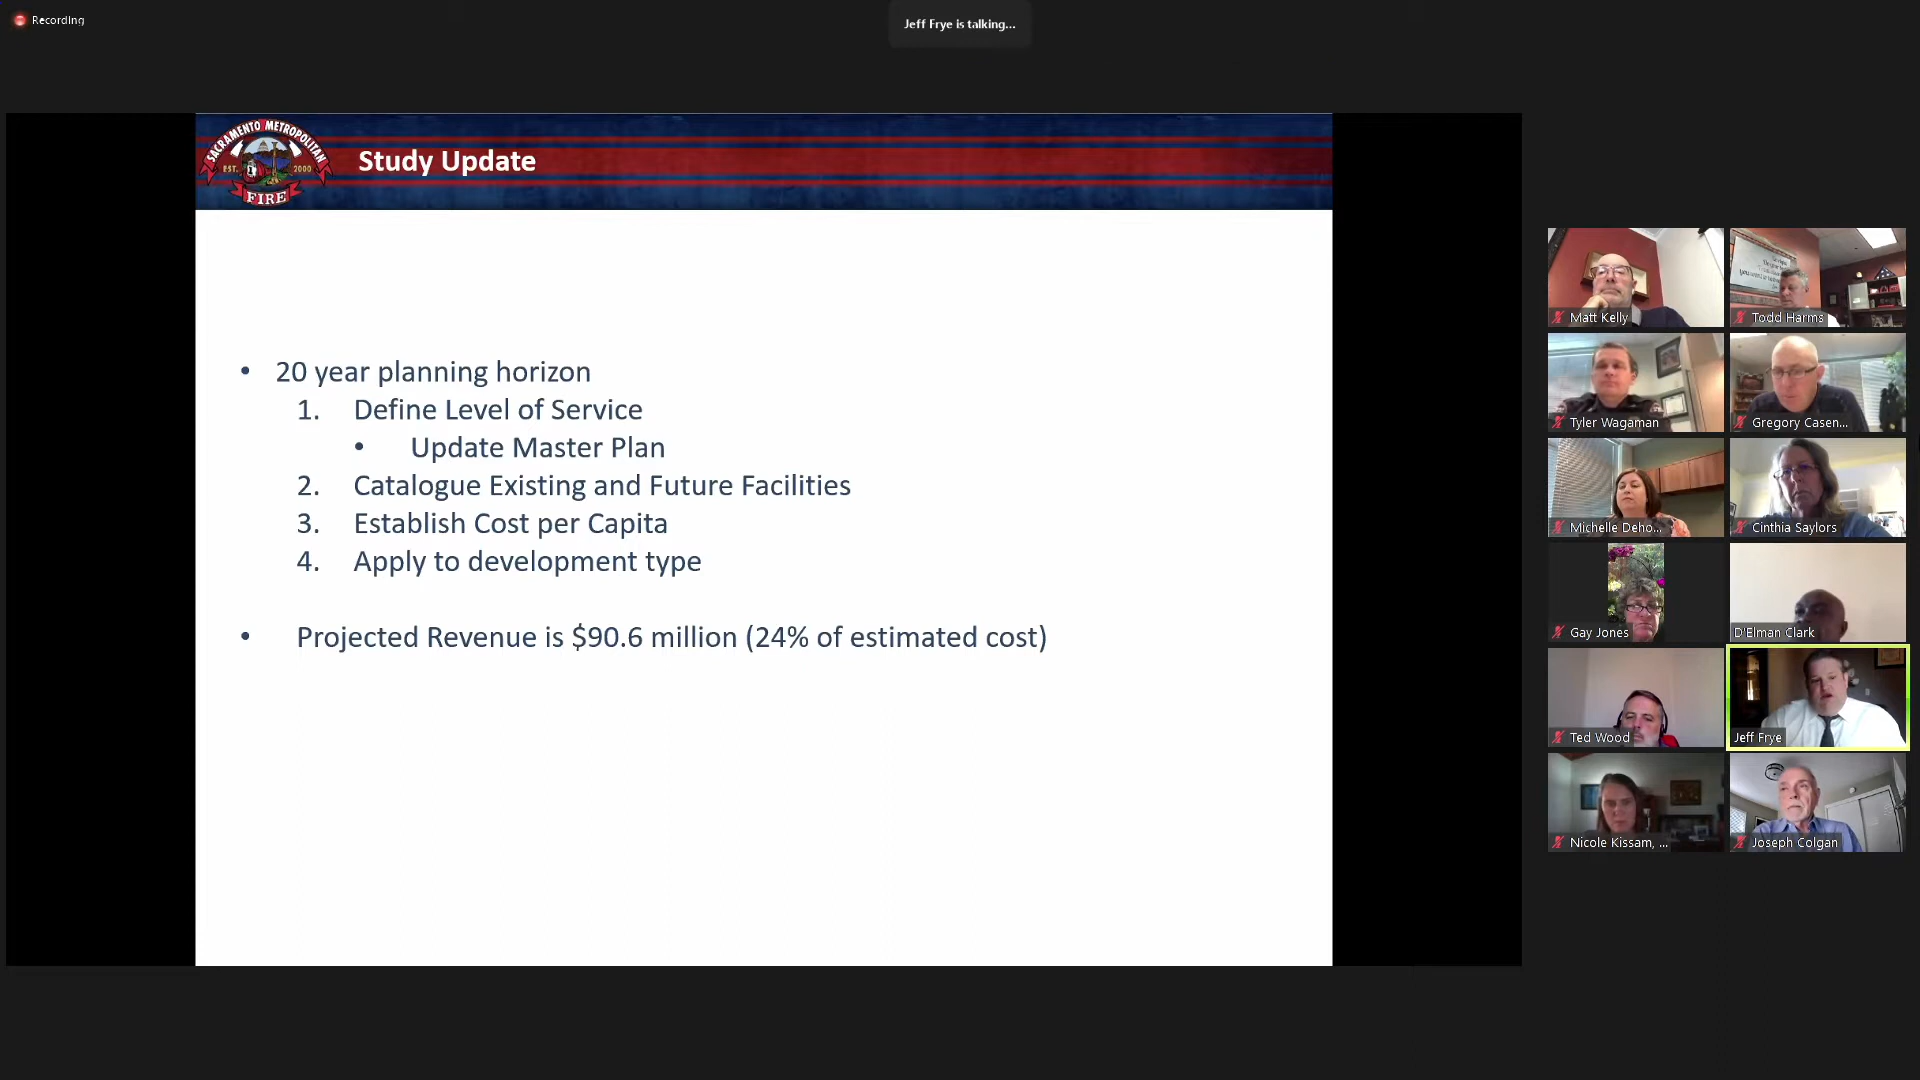 Recording
Jeff Frye is talking...
SACRAMENTO METROPOLITAN
EST. 2000
FIRE
Study Update
• 20 year planning horizon
1. Define Level of Service
• Update Master Plan
2. Catalogue Existing and Future Facilities
3. Establish Cost per Capita
4. Apply to development type
• Projected Revenue is $90.6 million (24% of estimated cost)
Matt Kelly
Todd Harms
Tyler Wagaman
Gregory Casen...
Michelle Deho...
Cinthia Saylors
Gay Jones
D'Elman Clark
Ted Wood
Jeff Frye
Nicole Kissam, ...
Joseph Colgan